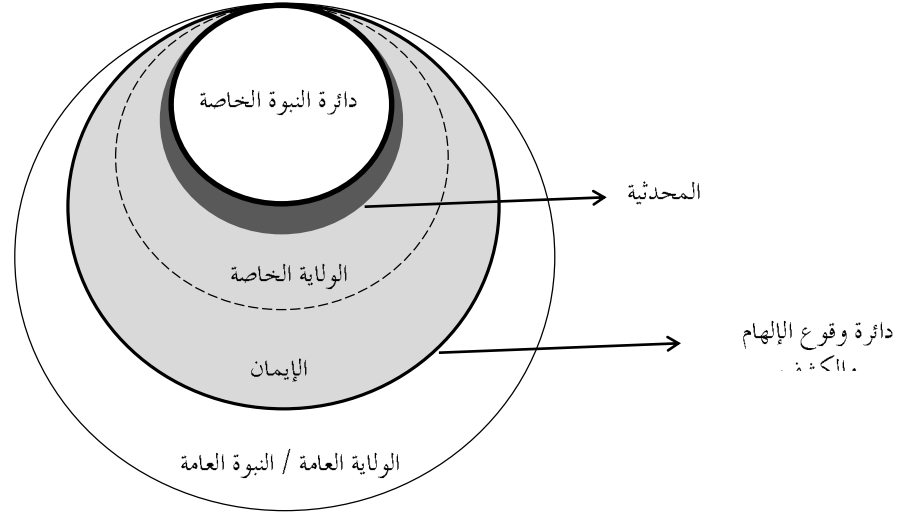 دائرة النبوة الخاصة
المحدثية
الولاية الخاصة
دائرة وقوع الإلهام
الإيمان
الولاية العامة / النبوة العامة